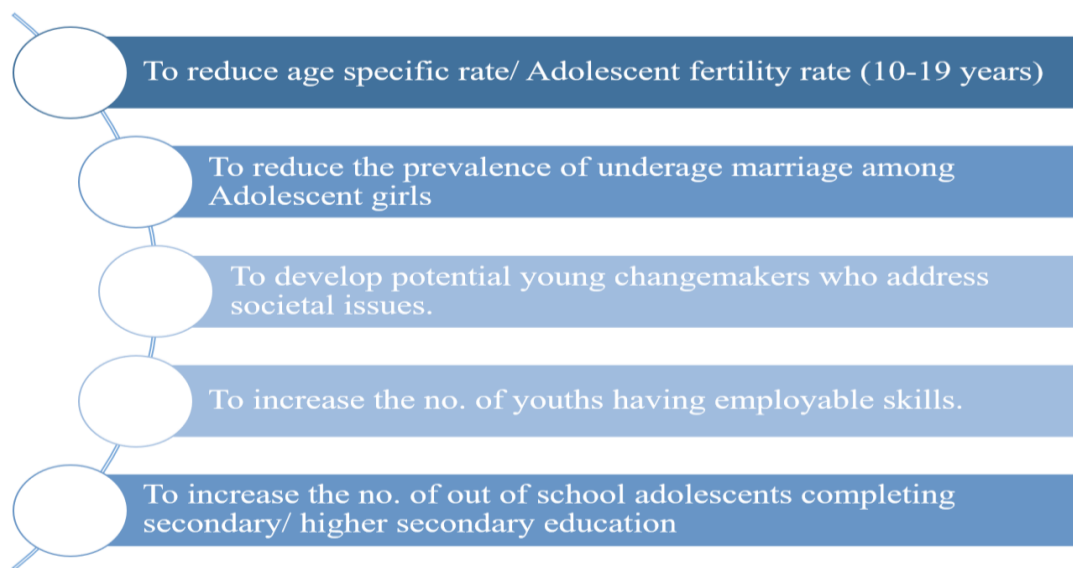 To reduce age specific rate/ Adolescent fertility rate (10-19 years)
To reduce the prevalence of underage marriage among
Adolescent girls
To develop potential young changemakers who address
societal issues.
To increase the no. of youths having employable skills.
To increase the no. of out of school adolescents completing
secondary/ higher secondary education